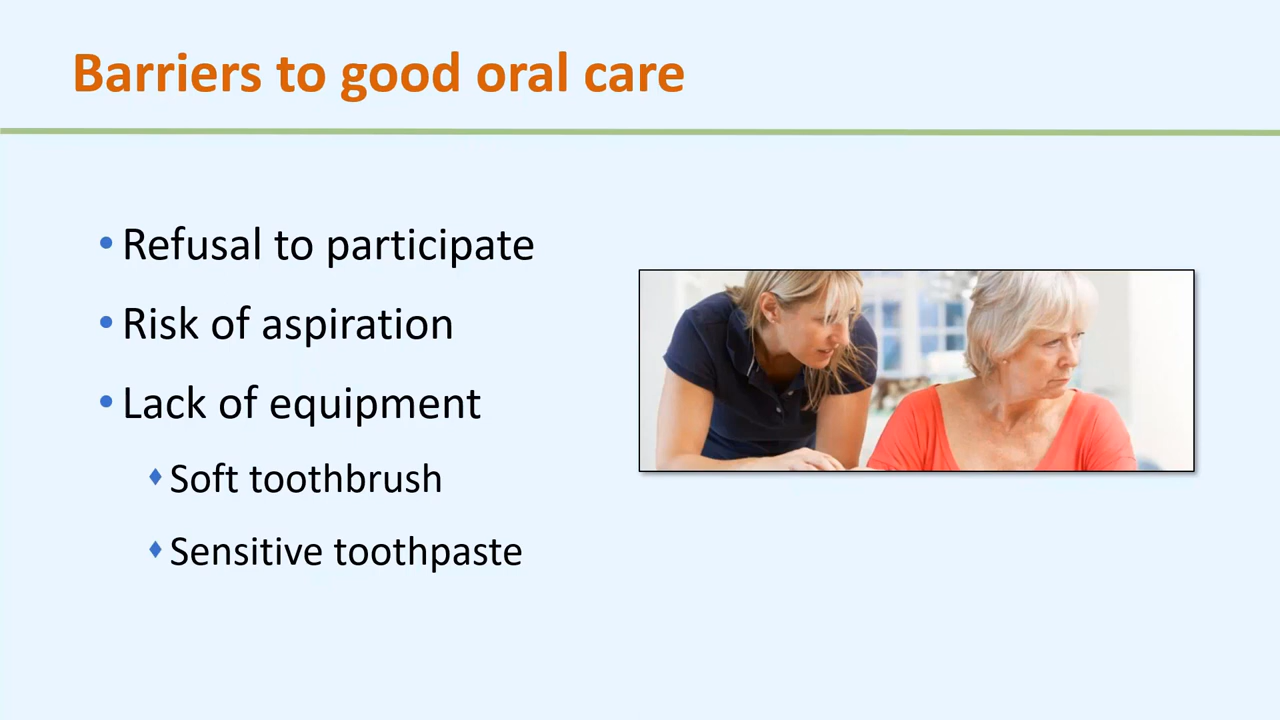 Barriers to good oral care
• Refusal to participate
• Risk of aspiration
• Lack of equipment
♦ Soft toothbrush
♦ Sensitive toothpaste